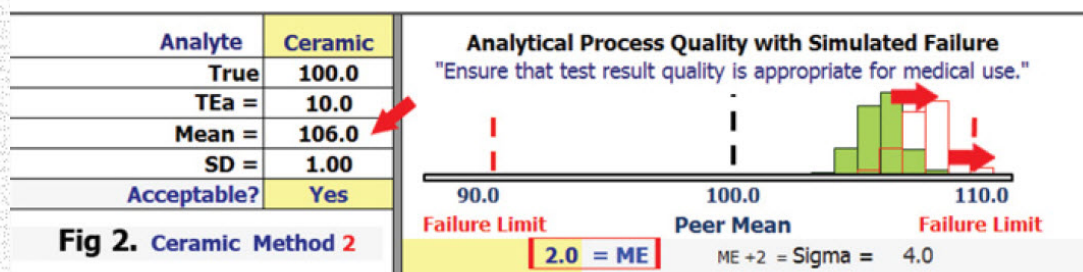 Analyte Ceramic
True 100.0
TEa = 10.0
Mean = 106.0
SD = 1.00
Acceptable? Yes
Fig 2. Ceramic Method 2
Analytical Process Quality with Simulated Failure
"Ensure that test result quality is appropriate for medical use."
90.0 100.0 110.0
Failure Limit Peer Mean Failure Limit
2.0 = ME ME +2 = Sigma = 4.0